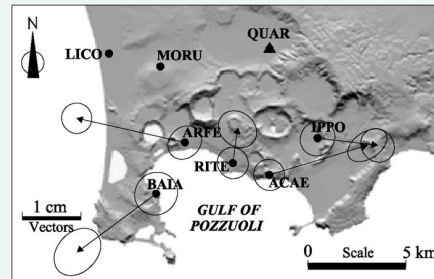 N
QUAR
LICO
MORU
ARFE
IPPO
RITE
ACAE
BAIA
1 cm
Vectors
GULF OF
POZZUOLI
0 Scale 5 km